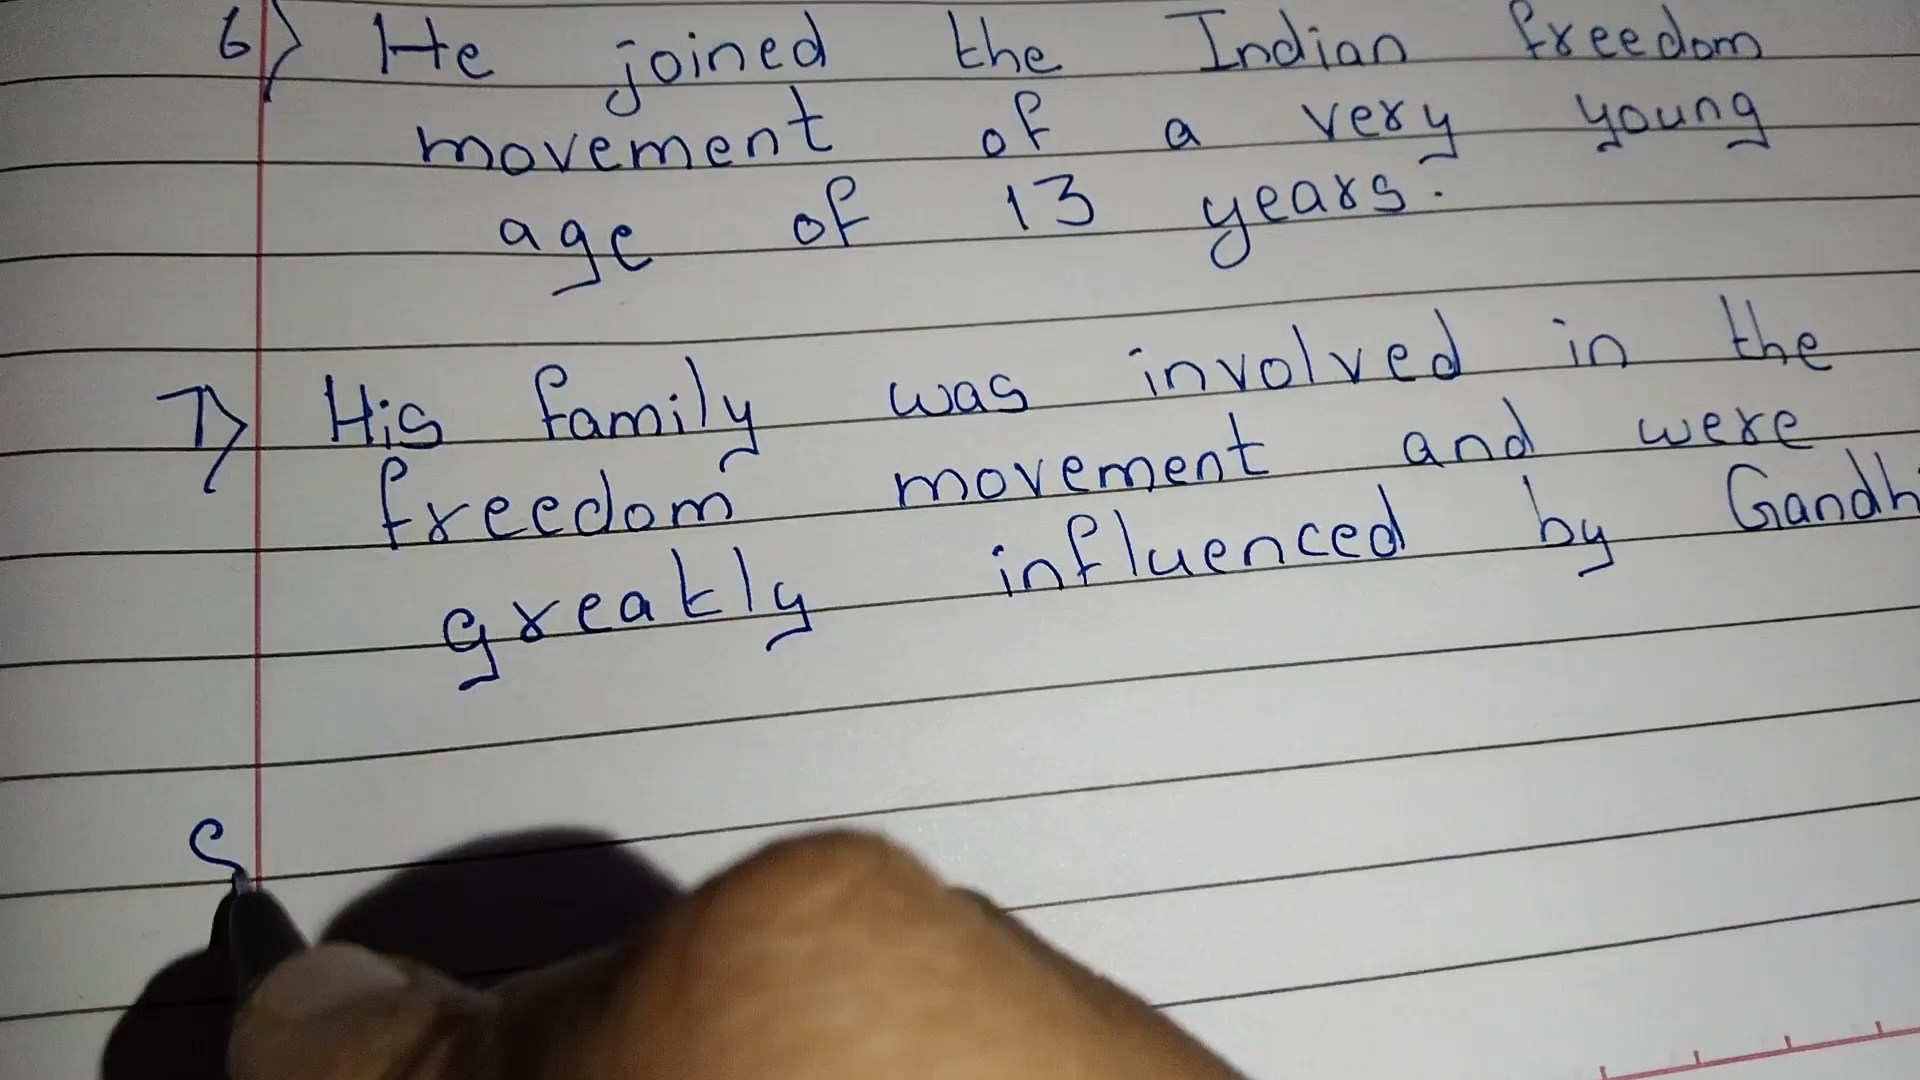 6) He joined the Indian freedom
movement of a very young
age of 13 years.
7) His family was involved in the
freedom movement and were
greatly influenced by Gandhi